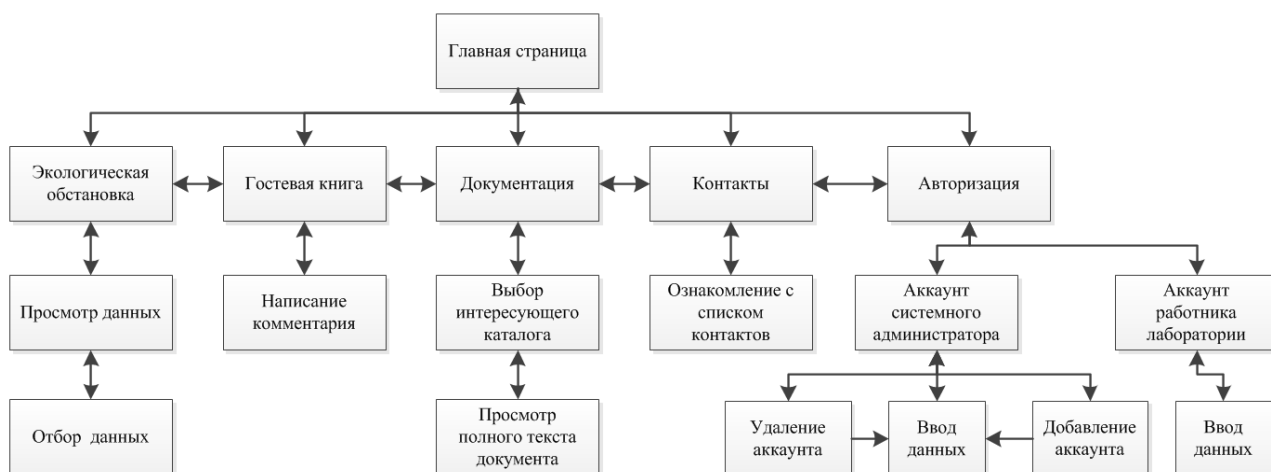 Главная страница
Экологическая
обстановка
Гостевая книга
Документация
Контакты
Авторизация
Просмотр данных
Написание
комментария
Выбор
интересующего
каталога
Ознакомление с
списком
контактов
Аккаунт
системного
администратора
Аккаунт
работника
лаборатории
Отбор данных
Просмотр
полного текста
документа
Удаление
аккаунта
Ввод
данных
Добавление
аккаунта
Ввод
данных